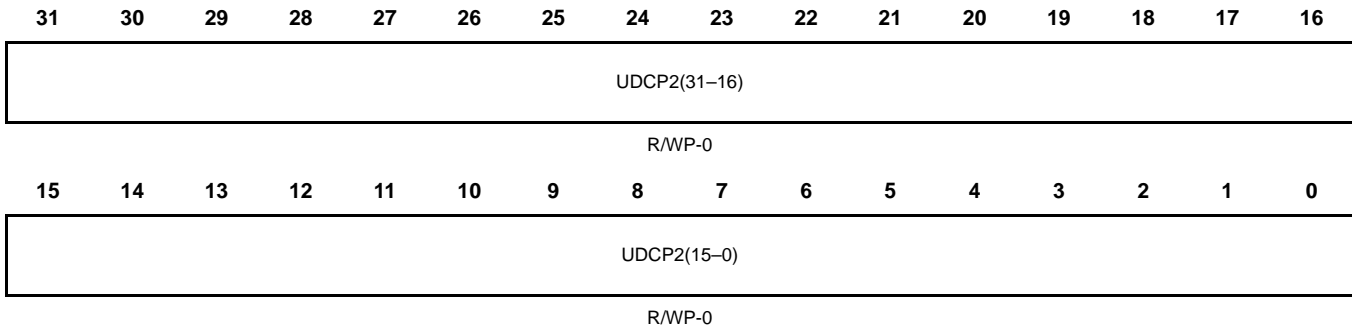 31 30 29 28 27 26 25 24 23 22 21 20 19 18 17 16
UDCP2(31–16)
R/WP-0
15 14 13 12 11 10 9 8 7 6 5 4 3 2 1 0
UDCP2(15–0)
R/WP-0